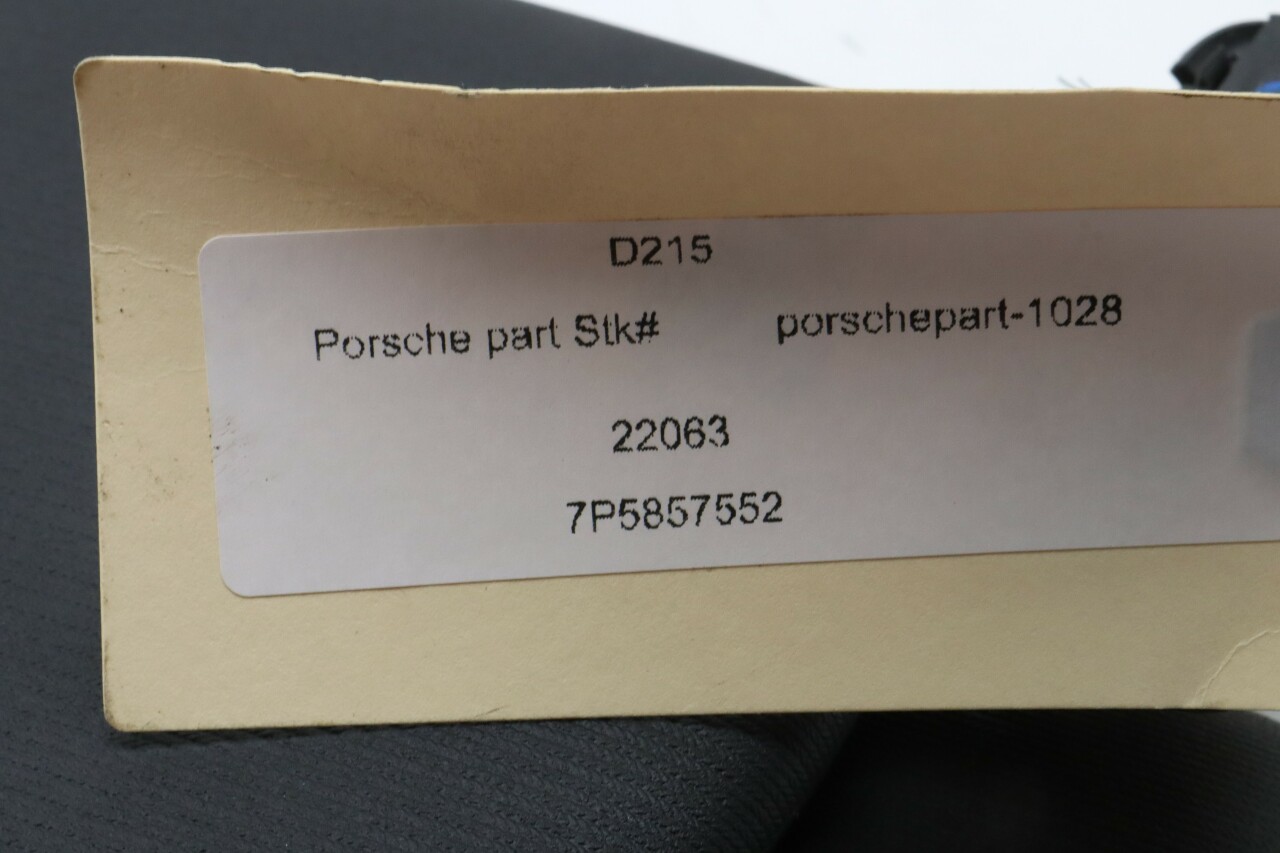 D215
Porsche part Stk# porschepart-1028
22063
7P5857552